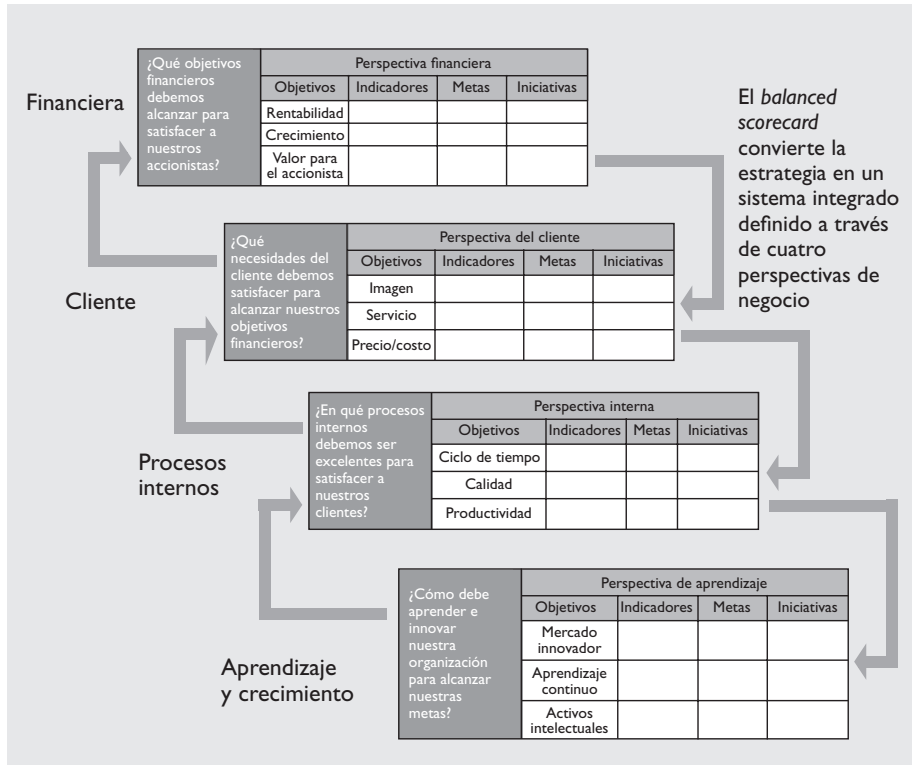 Financiera
¿Qué objetivos
financieros
debemos
alcanzar para
satisfacer a
nuestros
accionistas?
Perspectiva financiera
Objetivos Indicadores Metas Iniciativas
Rentabilidad
Crecimiento
Valor para
el accionista
El balanced
scorecard
convierte la
estrategia en un
sistema integrado
definido a través
de cuatro
perspectivas de
negocio
Cliente
¿Qué
necesidades del
cliente debemos
satisfacer para
alcanzar nuestros
objetivos
financieros?
Perspectiva del cliente
Objetivos Indicadores Metas Iniciativas
Imagen
Servicio
Precio/costo
Procesos
internos
¿En qué procesos
internos
debemos ser
excelentes para
satisfacer a
nuestros
clientes?
Perspectiva interna
Objetivos Indicadores Metas Iniciativas
Ciclo de tiempo
Calidad
Productividad
Aprendizaje
y crecimiento
¿Cómo debe
aprender e
innovar
nuestra
organización
para alcanzar
nuestras
metas?
Perspectiva de aprendizaje
Objetivos Indicadores Metas Iniciativas
Mercado
innovador
Aprendizaje
continuo
Activos
intelectuales